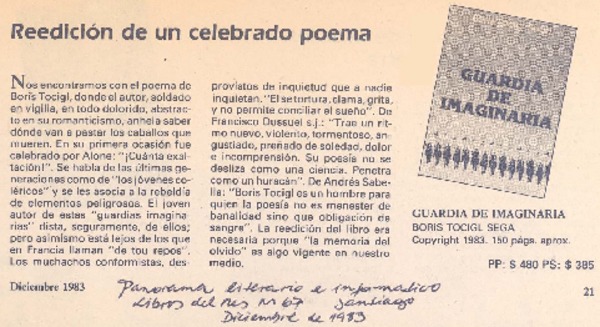 Reedición de un celebrado poema
Nos encontramos con el poema de
Boris Tocigl, donde el autor, soldado
en vigilia, en todo dolorido, abstrac-
to en su romanticismo, anhela saber
dónde van a pastar los caballos que
mueren. En su primera ocasión fue
celebrado por Alone: "¡Cuánta exal-
tación!". Se habla de las últimas ge-
neraciones como de "los jóvenes co-
léricos" y se les asocia a la rebeldía
de elementos peligrosos. El joven
autor de estas "guardias imagina-
rias" dista, seguramente, de ellos;
pero asimismo está lejos de los que
en Francia llaman "de tou repos".
Los muchachos conformistas, des-
proviatos de inquietud que a nadie
inquietan. "El se tortura, clama, grita,
y no permite conciliar el sueño". De
Francisco Dussuel s.j.: "Trae un rit-
mo nuevo, violento, tormentoso, an-
gustiado, preñado de soledad, dolor
e incomprensión. Su poesía no se
desliza como una ciencia. Penetra
como un huracán". De Andrés Sabe-
lla: "Boris Tocigl es un hombre para
quien la poesía no es menester de
banalidad sino que obligación de
sangre". La reedición del libro era
necesaria porque "la memoria del
olvido" es algo vigente en nuestro
medio.
GUARDIA
DE
IMAGINARIA
GUARDIA DE IMAGINARIA
BORIS TOCIGL SEGA
Copyright 1983. 150 págs. aprox.
PP: $ 480 PS: $ 385
Diciembre 1983
21
Panorama literario e informativo
Libros del Mes Nº 67 Santiago
Diciembre de 1983